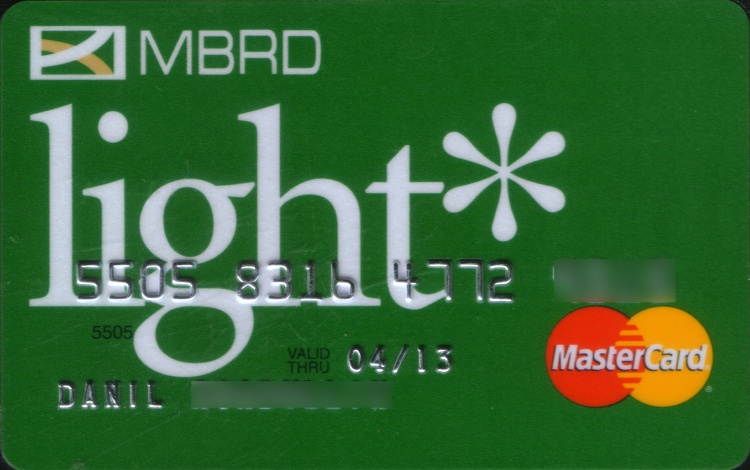 MBRD
light*
5505 8316 4772
5505
VALID THRU 04/13
DANIL
MasterCard